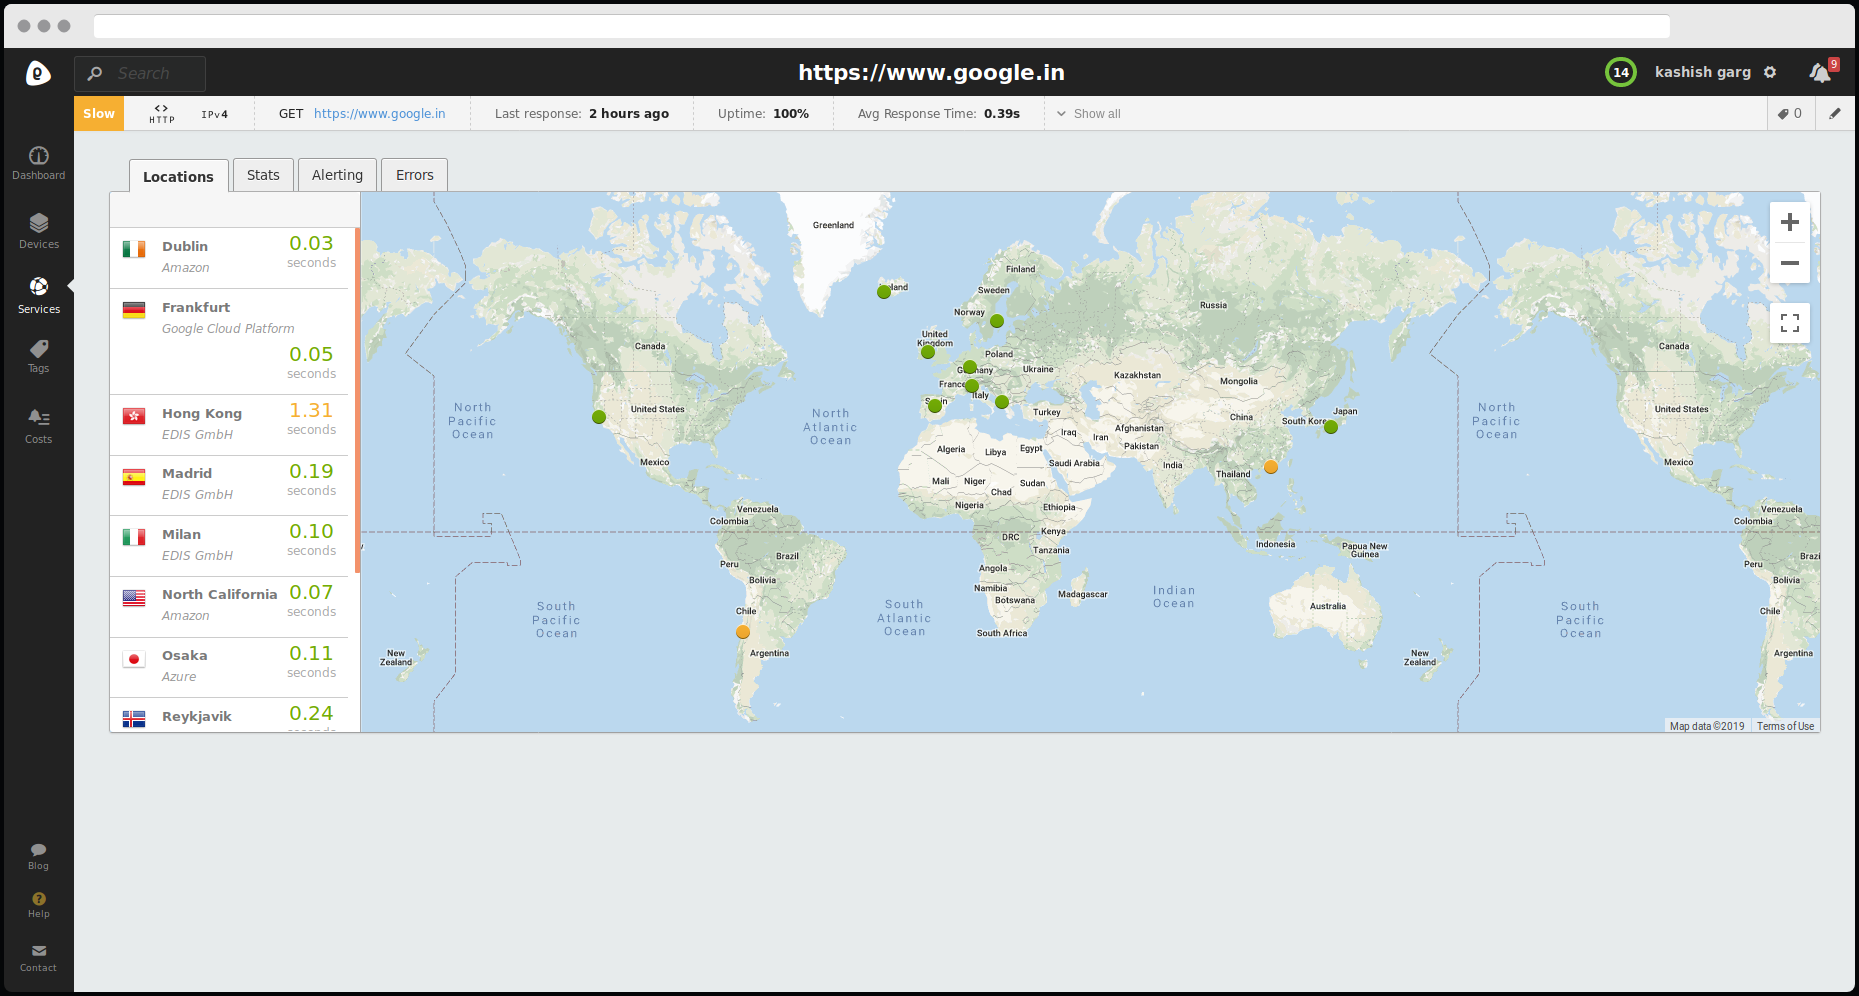 Search
https://www.google.in
14
kashish garg
9
Slow
<> HTTP
IPv4
GET https://www.google.in
Last response: 2 hours ago
Uptime: 100%
Avg Response Time: 0.39s
Show all
0
Dashboard
Devices
Services
Tags
Costs
Blog
Help
Contact
Locations
Stats
Alerting
Errors
Dublin 0.03
Amazon seconds
Frankfurt
Google Cloud Platform
0.05
seconds
Hong Kong 1.31
EDIS GmbH seconds
Madrid 0.19
EDIS GmbH seconds
Milan 0.10
EDIS GmbH seconds
North California 0.07
Amazon seconds
Osaka 0.11
Azure seconds
Reykjavik 0.24
Greenland
Finland
Sweden
Norway
Russia
United
Kingdom
Canada
Poland
Ukraine
Kazakhstan
Mongolia
France
Italy
Turkey
China
Japan
South Korea
United States
North
Pacific
Ocean
North
Atlantic
Ocean
Iraq
Iran
Afghanistan
Pakistan
Algeria
Libya
Egypt
Saudi Arabia
India
Thailand
Mexico
Mali
Niger
Chad
Sudan
Nigeria
Ethiopia
Venezuela
Colombia
DRC
Kenya
Tanzania
Indonesia
Papua New
Guinea
Brazil
Peru
Bolivia
Angola
Namibia
Botswana
Madagascar
Indian
Ocean
Australia
Chile
South
Pacific
Ocean
South
Atlantic
Ocean
South Africa
Argentina
New
Zealand
New
Zealand
Canada
United States
North
Pacific
Ocean
Mexico
Venezuela
Colombia
Brazi
Peru
Bolivia
Chile
South
Pacific
Ocean
Argentina
Map data ©2019
Terms of Use